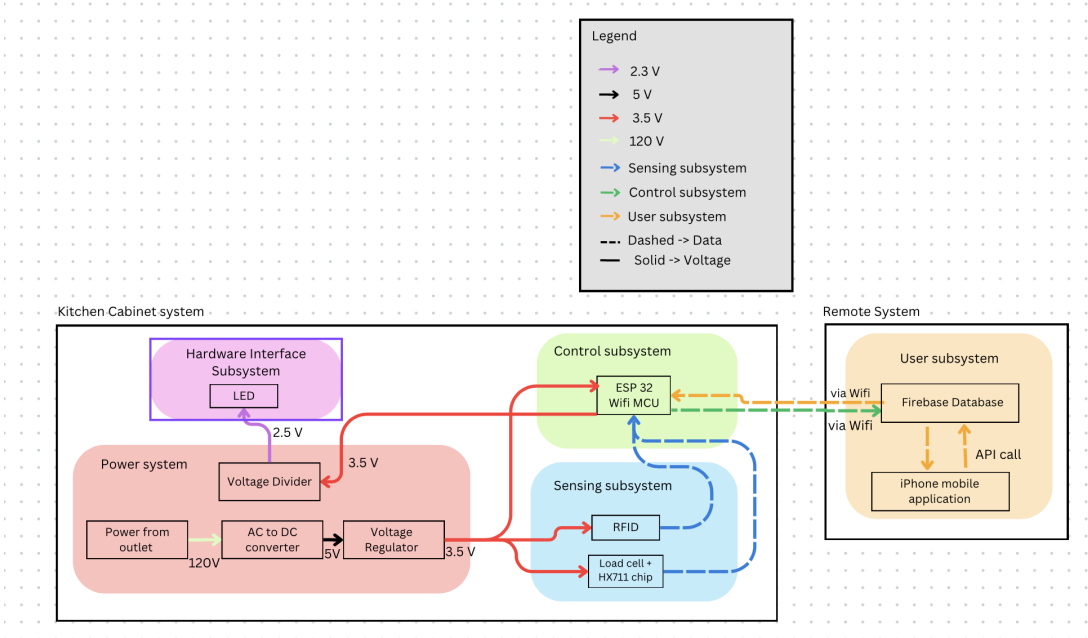 Legend
2.3 V
5 V
3.5 V
120 V
Sensing subsystem
Control subsystem
User subsystem
Dashed -> Data
Solid -> Voltage
Kitchen Cabinet system
Hardware Interface
Subsystem
LED
2.5 V
Power system
Voltage Divider
3.5 V
Power from
outlet
120V
AC to DC
converter
5V
Voltage
Regulator
3.5 V
Control subsystem
ESP 32
Wifi MCU
Sensing subsystem
RFID
Load cell +
HX711 chip
Remote System
User subsystem
via Wifi
via Wifi
Firebase Database
API call
iPhone mobile
application